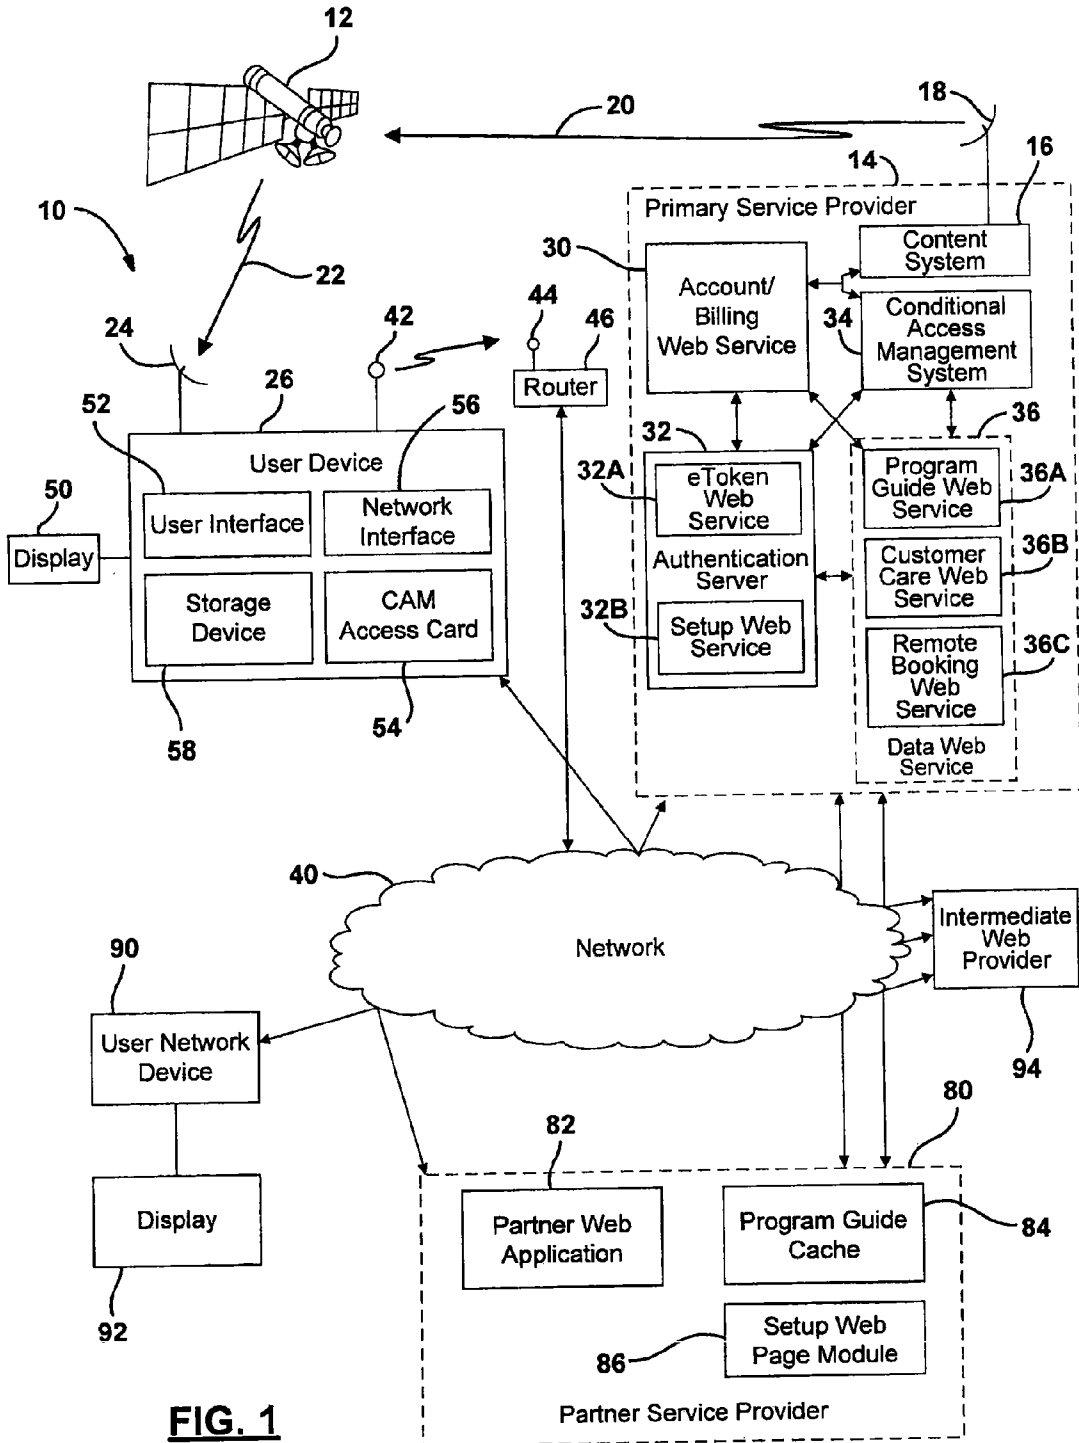 12
20
18
14
16
Primary Service Provider
10
30
Content
System
Account/
Billing
Web Service
22
44
42
46
34
Conditional
Access
Management
System
24
Router
52
26
56
32
36
User Device
32A
eToken
Web
Service
Program
Guide Web
Service
36A
50
User Interface
Network
Interface
Display
Authentication
Server
Customer
Care Web
Service
36B
Storage
Device
CAM
Access Card
32B
Setup Web
Service
Remote
Booking
Web
Service
36C
58
54
Data Web
Service
40
Network
Intermediate
Web
Provider
90
User Network
Device
94
80
82
Display
Partner Web
Application
Program Guide
Cache
84
92
86
Setup Web
Page Module
FIG. 1
Partner Service Provider